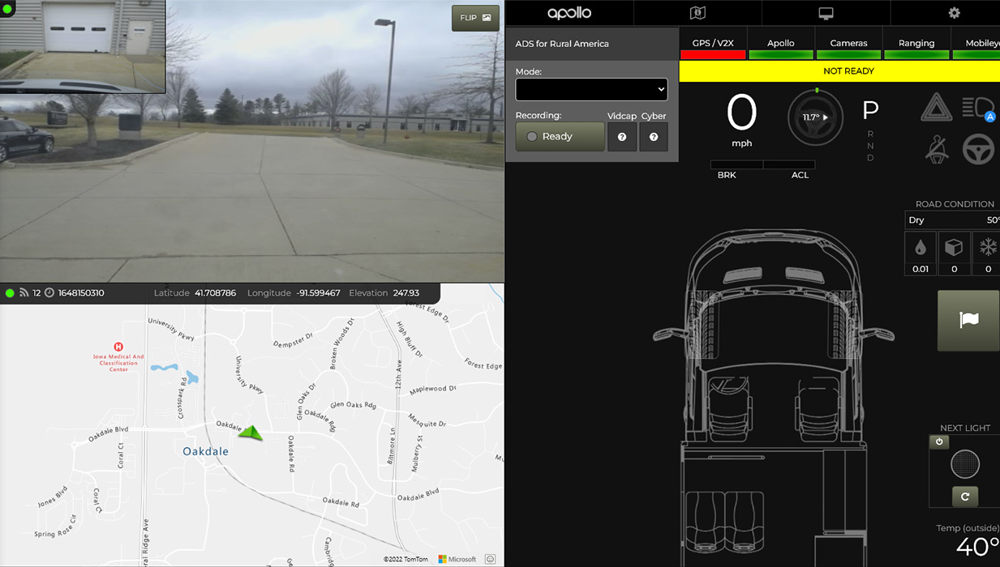 FLIP
12 1648150310 Latitude 41.708786 Longitude -91.599467 Elevation 247.93
University Pkwy
Iowa Medical And
Classification
Center
Dempster Dr
Broken Woods Dr
High Bluff Dr
Forest Edge Dr
Forest Edge
12th Ave
Maplewood Dr
University Pkwy
Crosspark Rd
Glen Oaks Dr
Glen Oaks Rdg
Oakdale Rdg
Mesquite Dr
Oakdale Blvd
Oakdale
Oakdale
Coral Ct
Oakdale Rd
Biltmore Ln
Mulberry St
Mu
Jones Blvd
Coral Ct
Oakdale Rd
Oakdale Blvd
Spring Rose Cir
ral Ridge Ave
Cambridg
©2022 TomTom Microsoft
apollo
ADS for Rural America
Mode:
Recording:
Vidcap Cyber
Ready
? ?
GPS / V2X Apollo Cameras Ranging Mobiley
NOT READY
0
mph
11.7°
P
R
N
D
A
BRK ACL
ROAD CONDITION
Dry 50°
0.01 0 0
NEXT LIGHT
Temp (outside)
40°